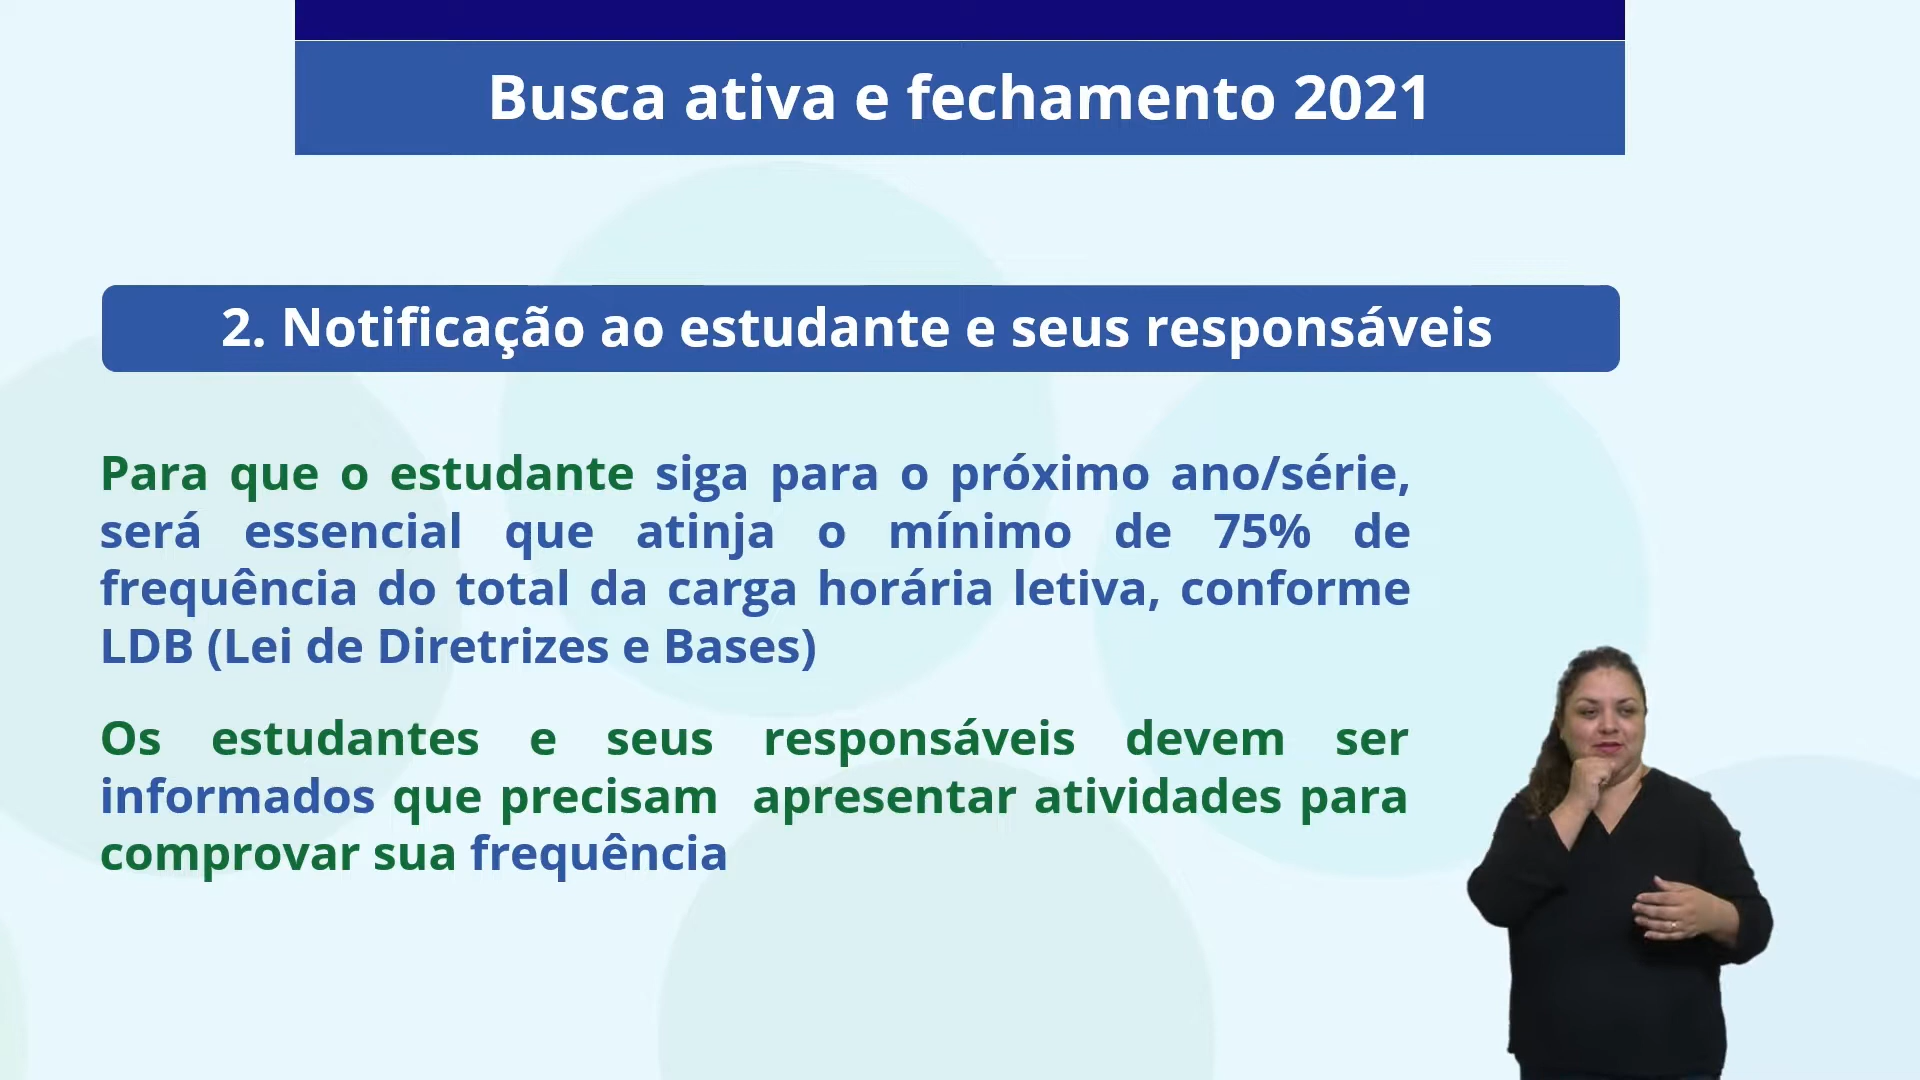 Busca ativa e fechamento 2021
2. Notificação ao estudante e seus responsáveis
Para que o estudante siga para o próximo ano/série,
será essencial que atinja o mínimo de 75% de
frequência do total da carga horária letiva, conforme
LDB (Lei de Diretrizes e Bases)
Os estudantes e seus responsáveis devem ser
informados que precisam apresentar atividades para
comprovar sua frequência